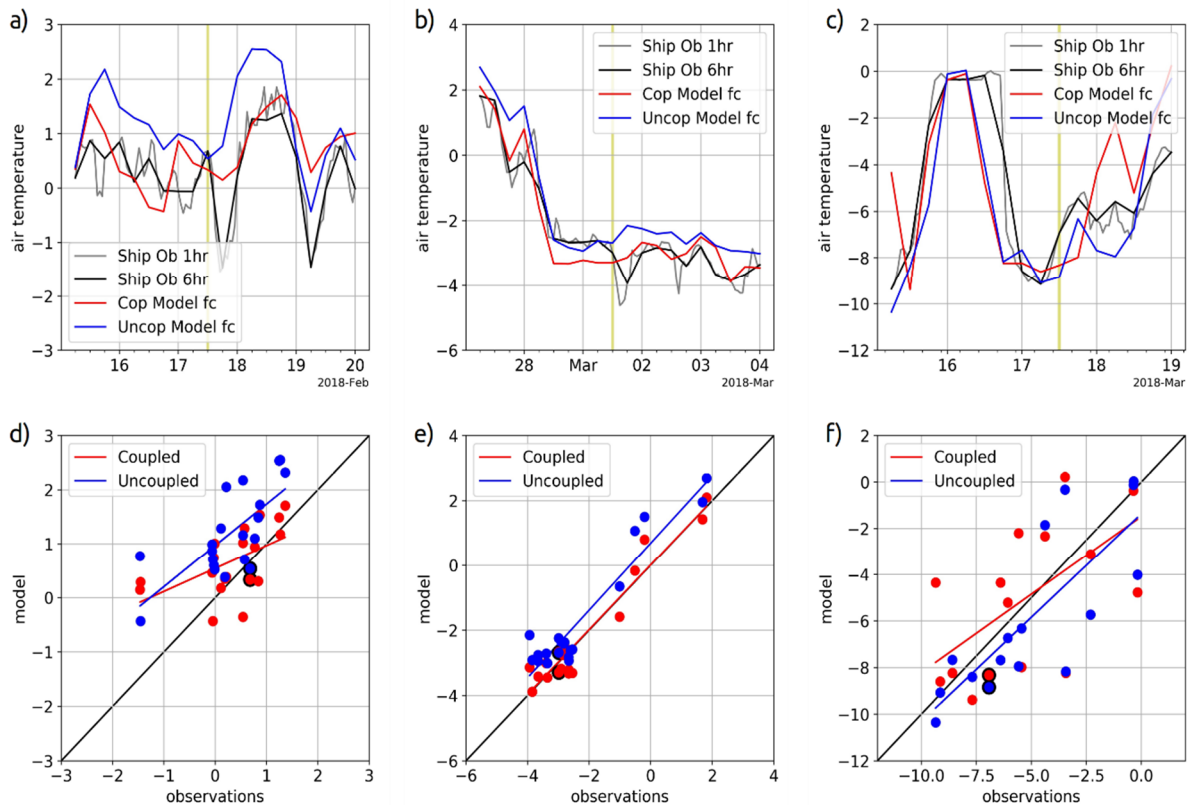 a)
3
2
1
0
−1
−2
−3
air temperature
Ship Ob 1hr
Ship Ob 6hr
Cop Model fc
Uncop Model fc
16
17
18
19
20
2018-Feb
b)
4
2
0
−2
−4
−6
air temperature
Ship Ob 1hr
Ship Ob 6hr
Cop Model fc
Uncop Model fc
28
Mar
02
03
04
2018-Mar
c)
0
−2
−4
−6
−8
−10
−12
air temperature
Ship Ob 1hr
Ship Ob 6hr
Cop Model fc
Uncop Model fc
16
17
18
19
2018-Mar
d)
3
2
1
0
−1
−2
−3
model
Coupled
Uncoupled
−3
−2
−1
0
1
2
3
observations
e)
4
2
0
−2
−4
−6
model
Coupled
Uncoupled
−6
−4
−2
0
2
4
observations
f)
2
0
−2
−4
−6
−8
−10
−12
model
Coupled
Uncoupled
−10.0
−7.5
−5.0
−2.5
0.0
observations